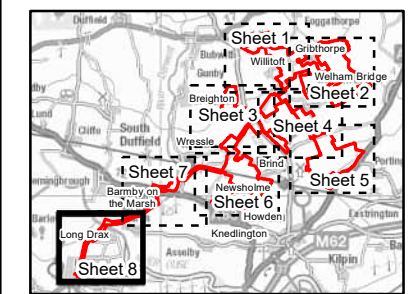 Duffield
Foggathorpe
Sheet 1
Gribthorpe
Bubwith
Willitoft
Gunby
Welham Bridge
Sheet 2
Breighton
Sheet 3
Sheet 4
Cliffe
South
Duffield
Wressle
Sheet 7
Brind
Sheet 5
Barmby on
the Marsh
Newsholme
Sheet 6
Howden
Eastrington
Long Drax
Knedlington
M62
Asselby
Kilpin
Sheet 8